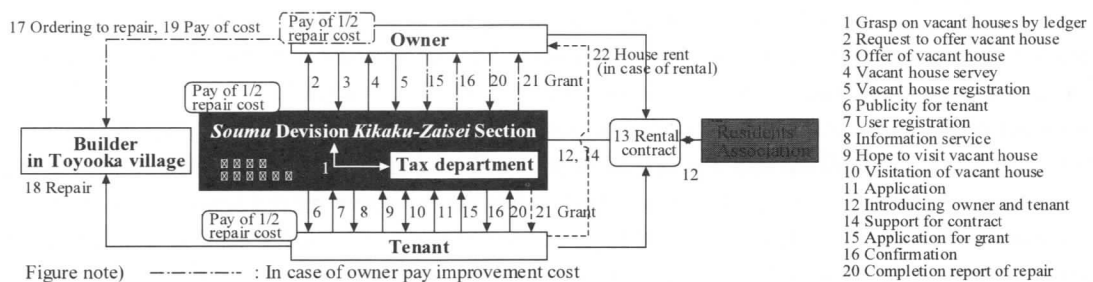 17 Ordering to repair, 19 Pay of cost
Pay of 1/2
repair cost
Owner
22 House rent
(in case of rental)
2
3
4
5
15
16
20
21 Grant
Pay of 1/2
repair cost
Soumu Devision Kikaku-Zaisei Section
1
Tax department
Builder
in Toyooka village
18 Repair
12, 14
13 Rental
contract
Residents
Association
12
6
7
8
9
10
11
15
16
20
21 Grant
Pay of 1/2
repair cost
Tenant
Figure note) : In case of owner pay improvement cost
1 Grasp on vacant houses by ledger
2 Request to offer vacant house
3 Offer of vacant house
4 Vacant house servey
5 Vacant house registration
6 Publicity for tenant
7 User registration
8 Information service
9 Hope to visit vacant house
10 Visitation of vacant house
11 Application
12 Introducing owner and tenant
14 Support for contract
15 Application for grant
16 Confirmation
20 Completion report of repair